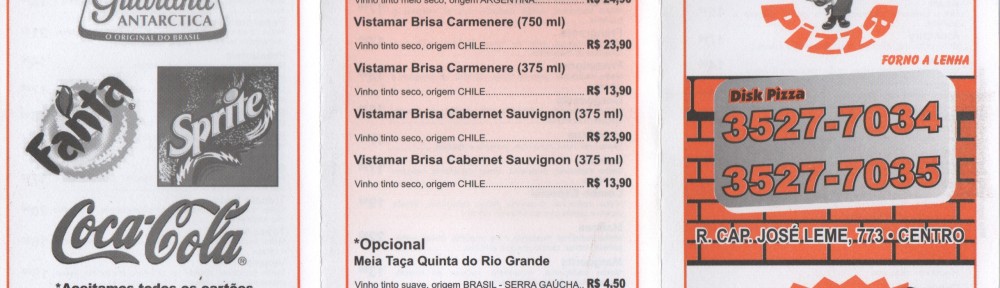 Guaraná
ANTARCTICA
O ORIGINAL DO BRASIL
Fanta
Sprite
Coca-Cola®
*Aceitamos todos os cartões
Vinho tinto meio seco, origem ARGENTINA.................. R$ 24,90
Vistamar Brisa Carmenere (750 ml)
Vinho tinto seco, origem CHILE................................ R$ 23,90
Vistamar Brisa Carmenere (375 ml)
Vinho tinto seco, origem CHILE................................ R$ 13,90
Vistamar Brisa Cabernet Sauvignon (375 ml)
Vinho tinto seco, origem CHILE................................ R$ 23,90
Vistamar Brisa Cabernet Sauvignon (375 ml)
Vinho tinto seco, origem CHILE................................ R$ 13,90
*Opcional
Meia Taça Quinta do Rio Grande
Vinho tinto suave, origem BRASIL - SERRA GAÚCHA.. R$ 4,50
PIZZA
FORNO A LENHA
Disk Pizza
3527-7034
3527-7035
R. CAP. JOSÉ LEME, 773 • CENTRO